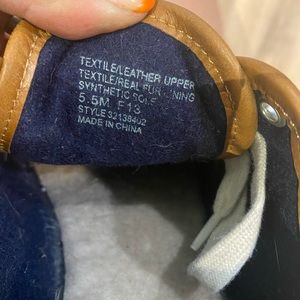 TEXTILE/LEATHER UPPER
TEXTILE/REAL FUR LINING
SYNTHETIC SOLE
5.5M F13
STYLE 32138402
MADE IN CHINA